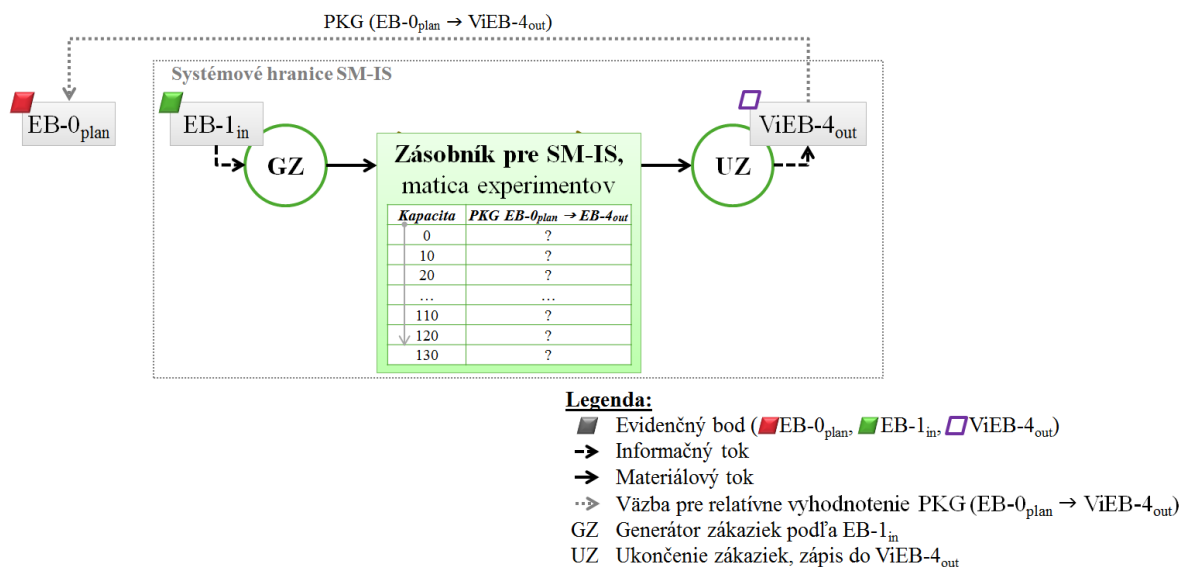 PKG (EB-0plan → ViEB-4out)
Systémové hranice SM-IS
EB-0plan
EB-1in
ViEB-4out
GZ
Zásobník pre SM-IS,
matica experimentov
UZ
Kapacita PKG EB-0plan → EB-4out
0 ?
10 ?
20 ?
... ...
110 ?
120 ?
130 ?
Legenda:
Evidenčný bod (EB-0plan, EB-1in, ViEB-4out)
Informačný tok
Materiálový tok
Väzba pre relatívne vyhodnotenie PKG (EB-0plan → ViEB-4out)
GZ Generátor zákaziek podľa EB-1in
UZ Ukončenie zákaziek, zápis do ViEB-4out